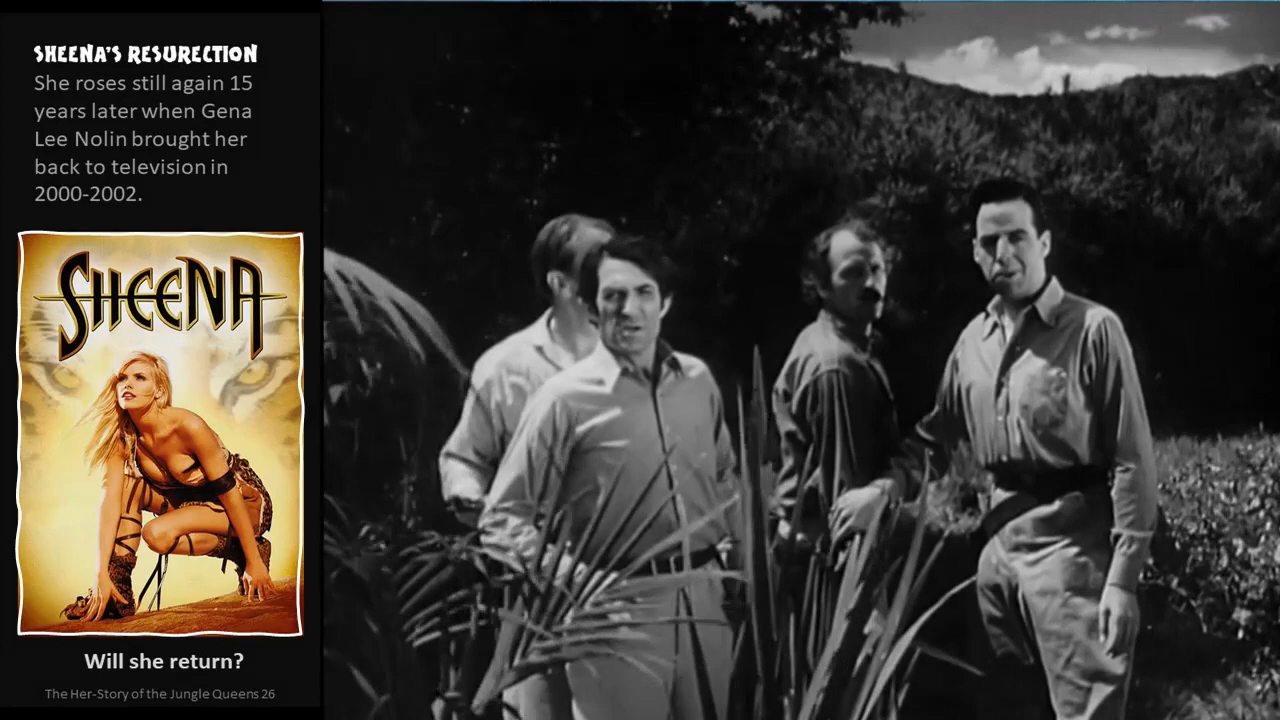 SHEENA'S RESURECTION
She roses still again 15
years later when Gena
Lee Nolin brought her
back to television in
2000-2002.
SHEENA
Will she return?
The Her-Story of the Jungle Queens 26